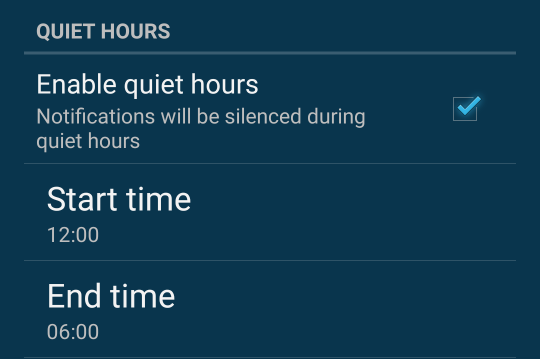 QUIET HOURS
Enable quiet hours
Notifications will be silenced during
quiet hours
Start time
12:00
End time
06:00